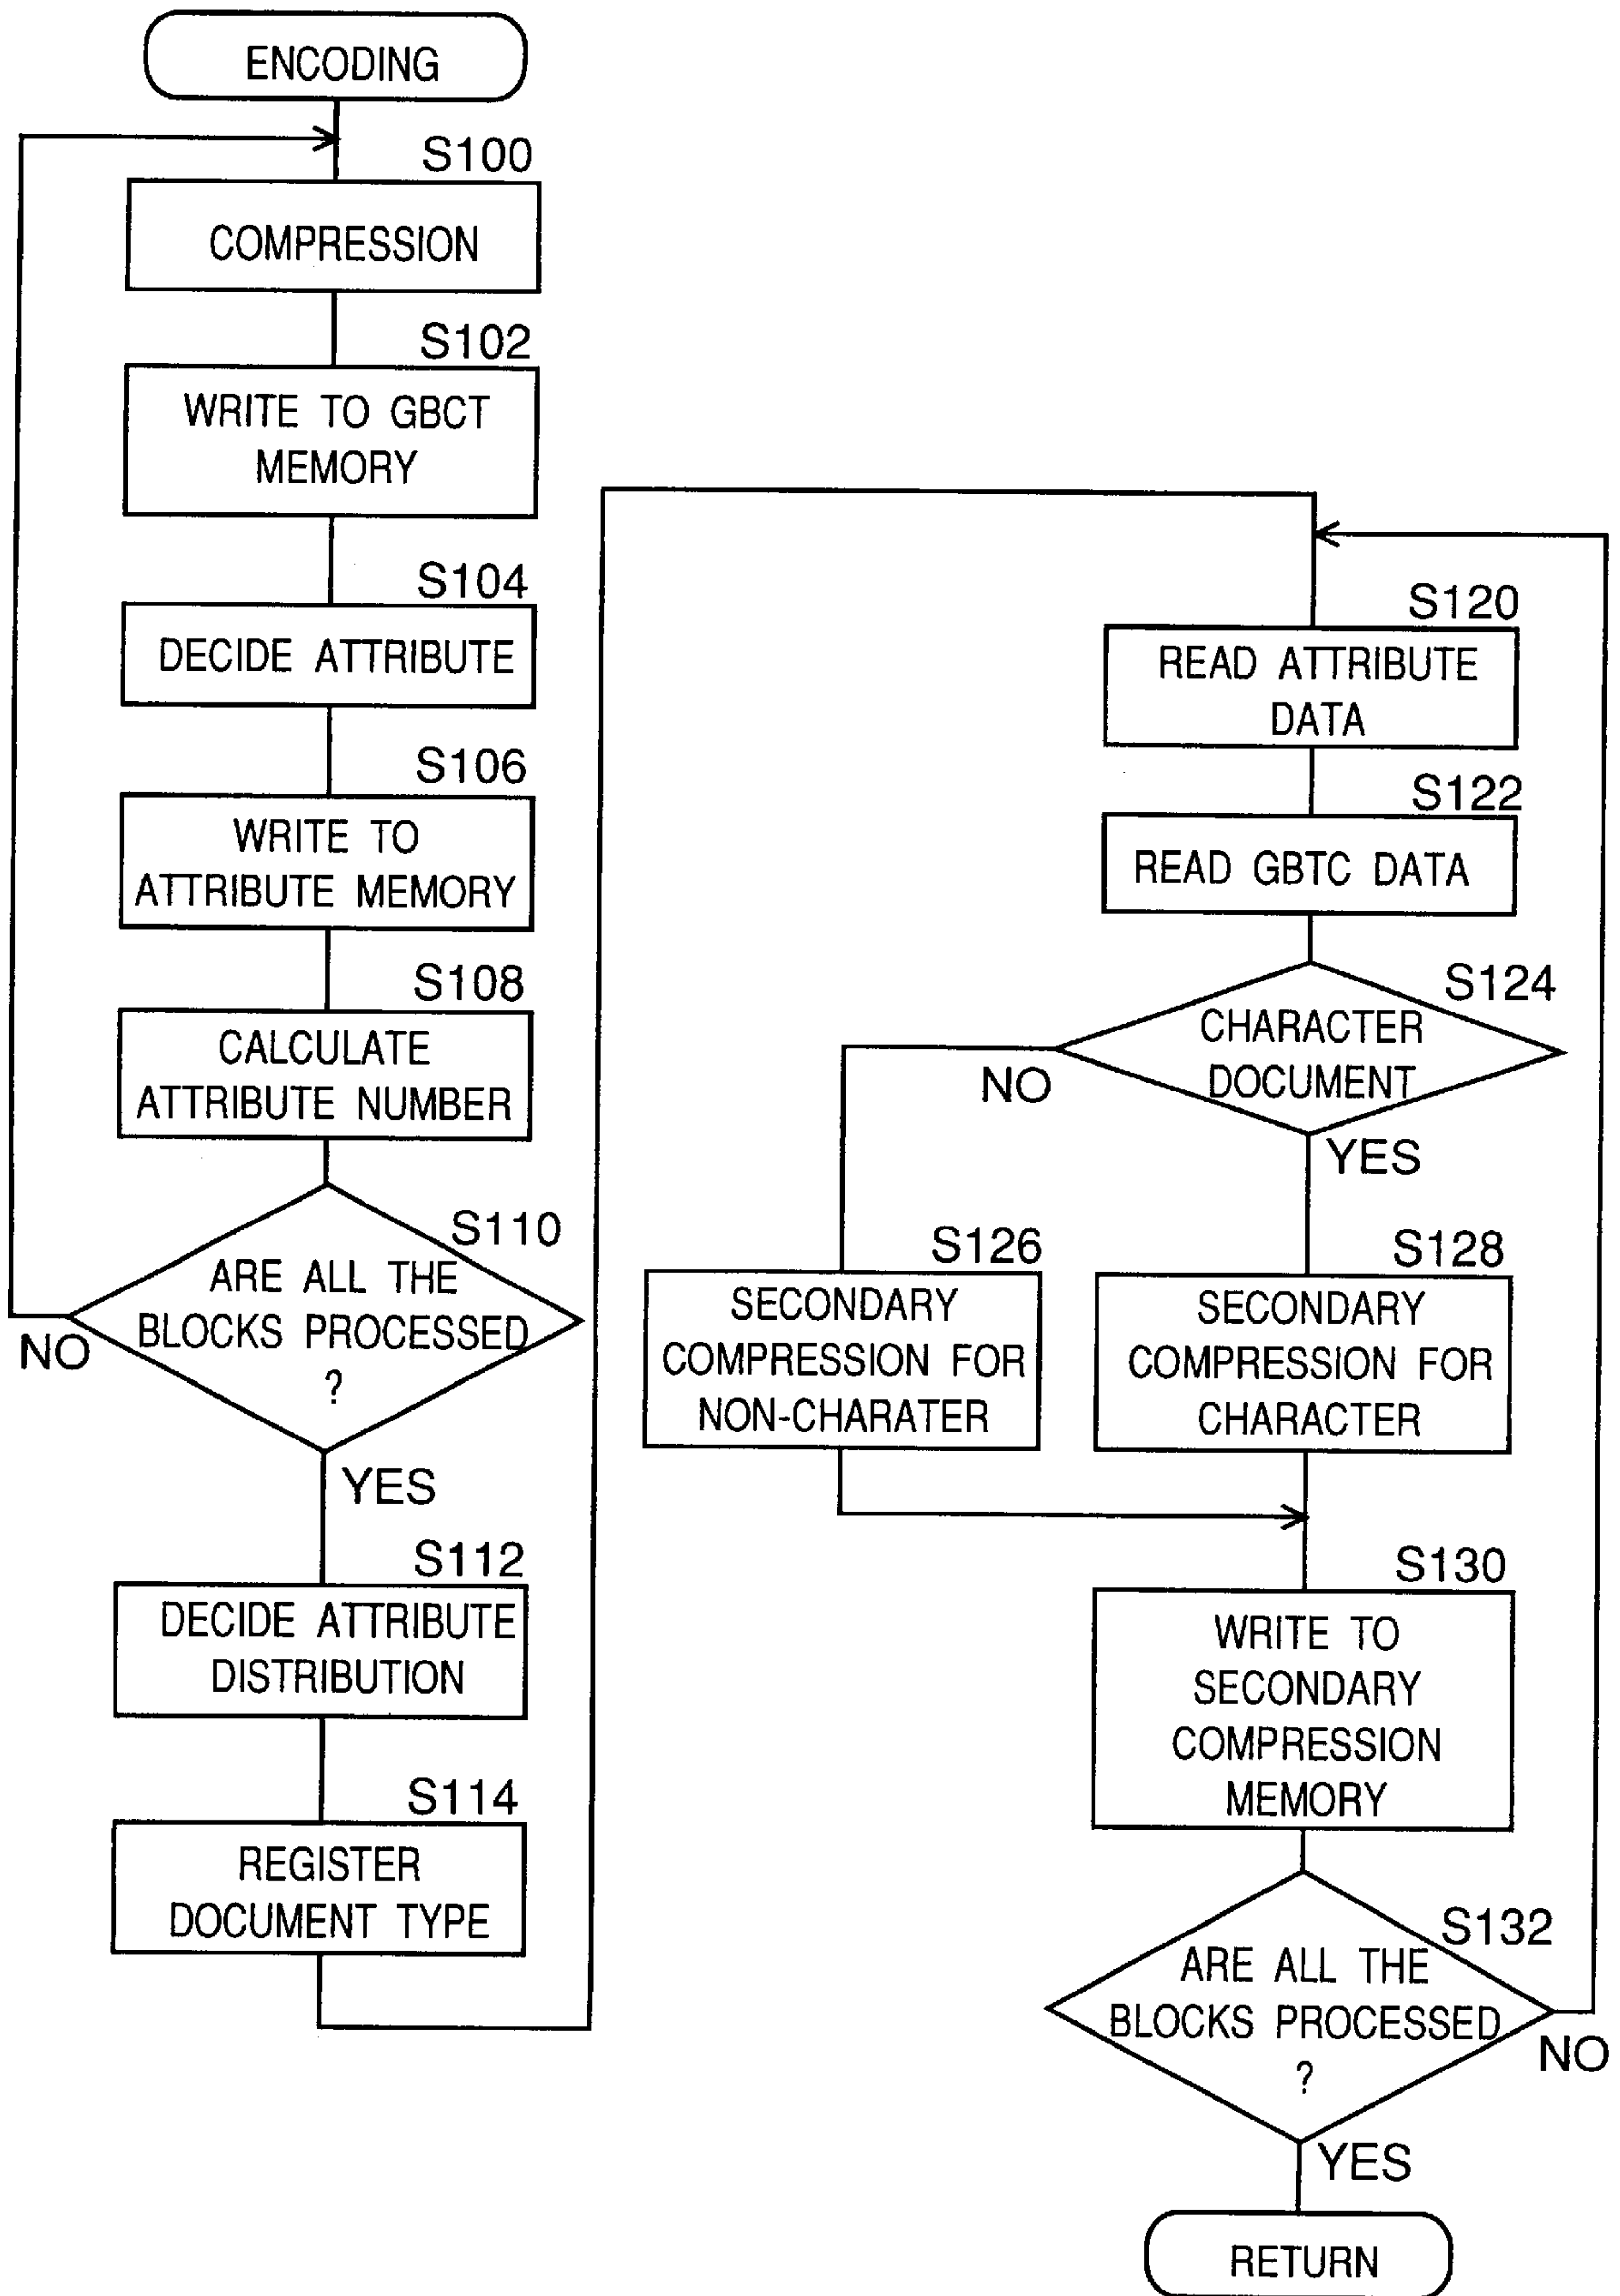 ENCODING
S100
COMPRESSION
S102
WRITE TO GBCT
MEMORY
S104
DECIDE ATTRIBUTE
S106
WRITE TO
ATTRIBUTE MEMORY
S108
CALCULATE
ATTRIBUTE NUMBER
S110
ARE ALL THE
BLOCKS PROCESSED
?
NO
YES
S112
DECIDE ATTRIBUTE
DISTRIBUTION
S114
REGISTER
DOCUMENT TYPE
S120
READ ATTRIBUTE
DATA
S122
READ GBTC DATA
S124
CHARACTER
DOCUMENT
NO
YES
S126
SECONDARY
COMPRESSION FOR
NON-CHARATER
S128
SECONDARY
COMPRESSION FOR
CHARACTER
S130
WRITE TO
SECONDARY
COMPRESSION
MEMORY
S132
ARE ALL THE
BLOCKS PROCESSED
?
NO
YES
RETURN